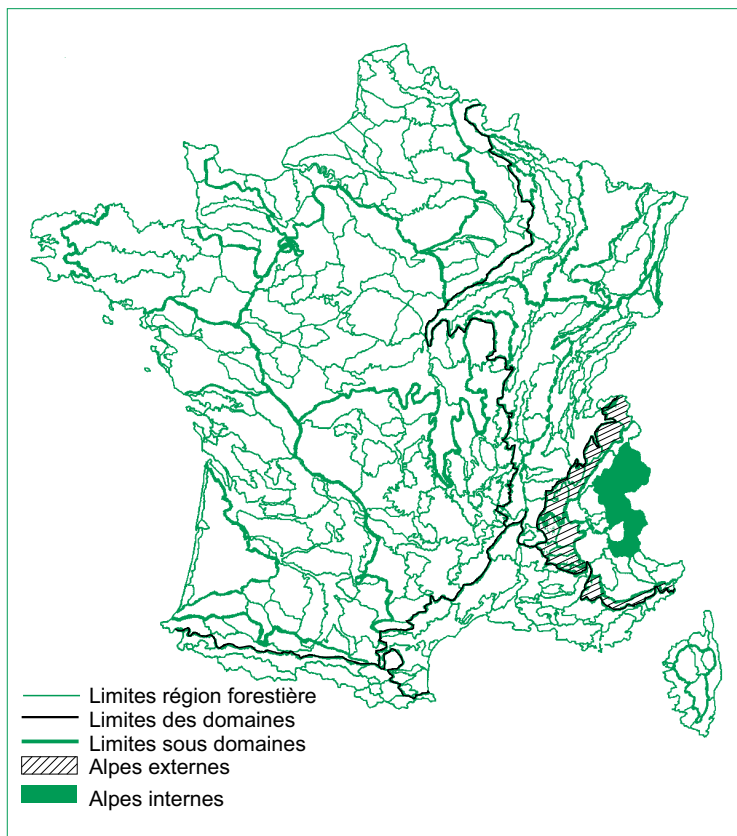 Limites région forestière
Limites des domaines
Limites sous domaines
Alpes externes
Alpes internes